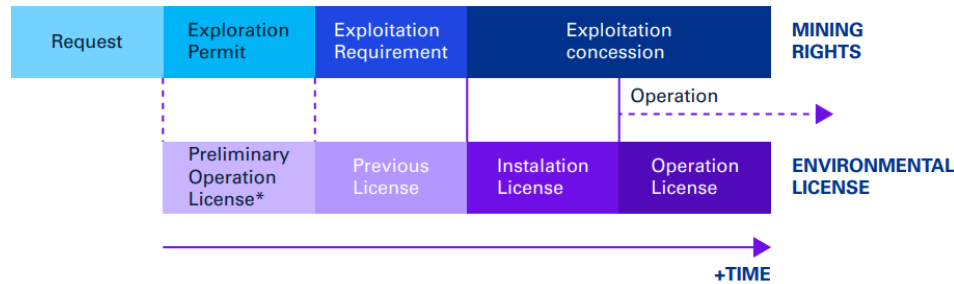 Request
Exploration
Permit
Exploitation
Requirement
Exploitation
concession
MINING
RIGHTS
Operation
Preliminary
Operation
License*
Previous
License
Instalation
License
Operation
License
ENVIRONMENTAL
LICENSE
+TIME